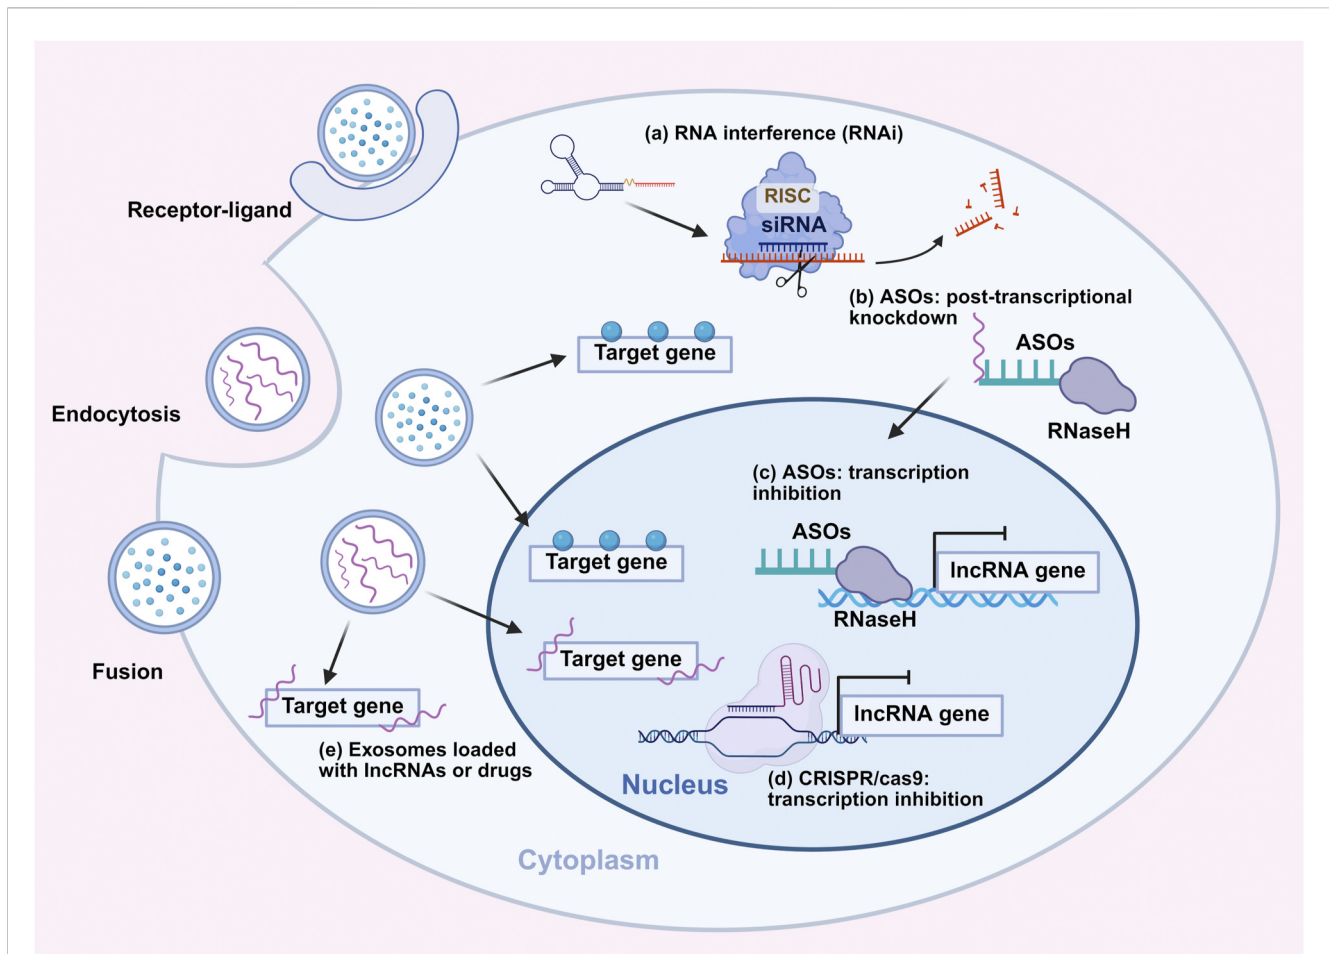 (a) RNA interference (RNAi)
RISC
siRNA
Receptor-ligand
(b) ASOs: post-transcriptional
knockdown
ASOs
RNaseH
Target gene
Endocytosis
(c) ASOs: transcription
inhibition
ASOs
RNaseH
lncRNA gene
Target gene
Target gene
Fusion
Target gene
(e) Exosomes loaded
with lncRNAs or drugs
lncRNA gene
(d) CRISPR/cas9:
transcription inhibition
Nucleus
Cytoplasm